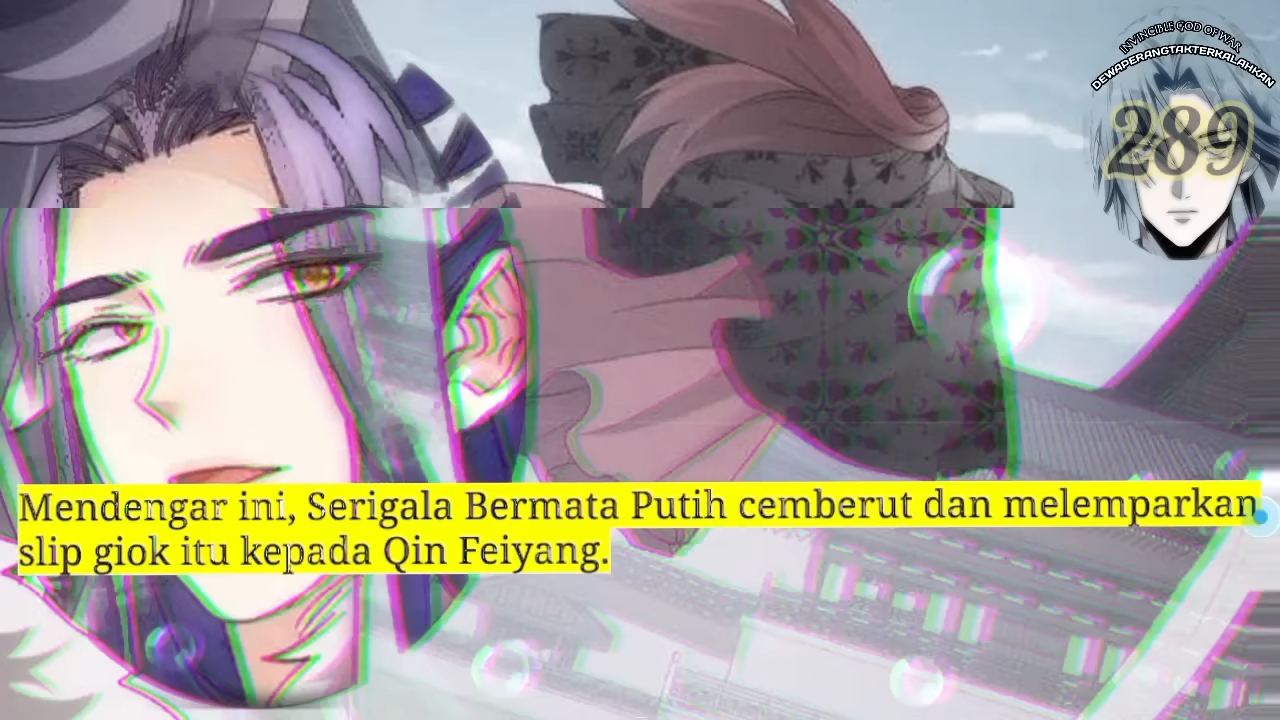 INVINCIBLE GOD OF WAR
DEWAPERANGTAKTERKALAHKAN
289
Mendengar ini, Serigala Bermata Putih cemberut dan melemparkan
slip giok itu kepada Qin Feiyang.